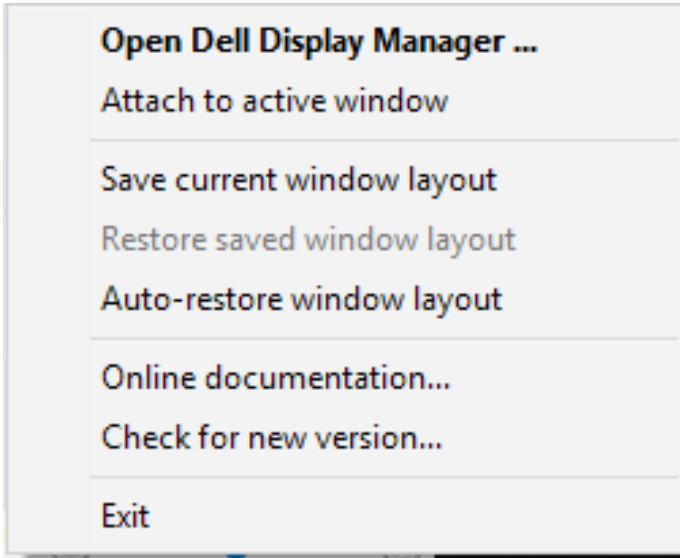 Open Dell Display Manager ...
Attach to active window
Save current window layout
Restore saved window layout
Auto-restore window layout
Online documentation...
Check for new version...
Exit